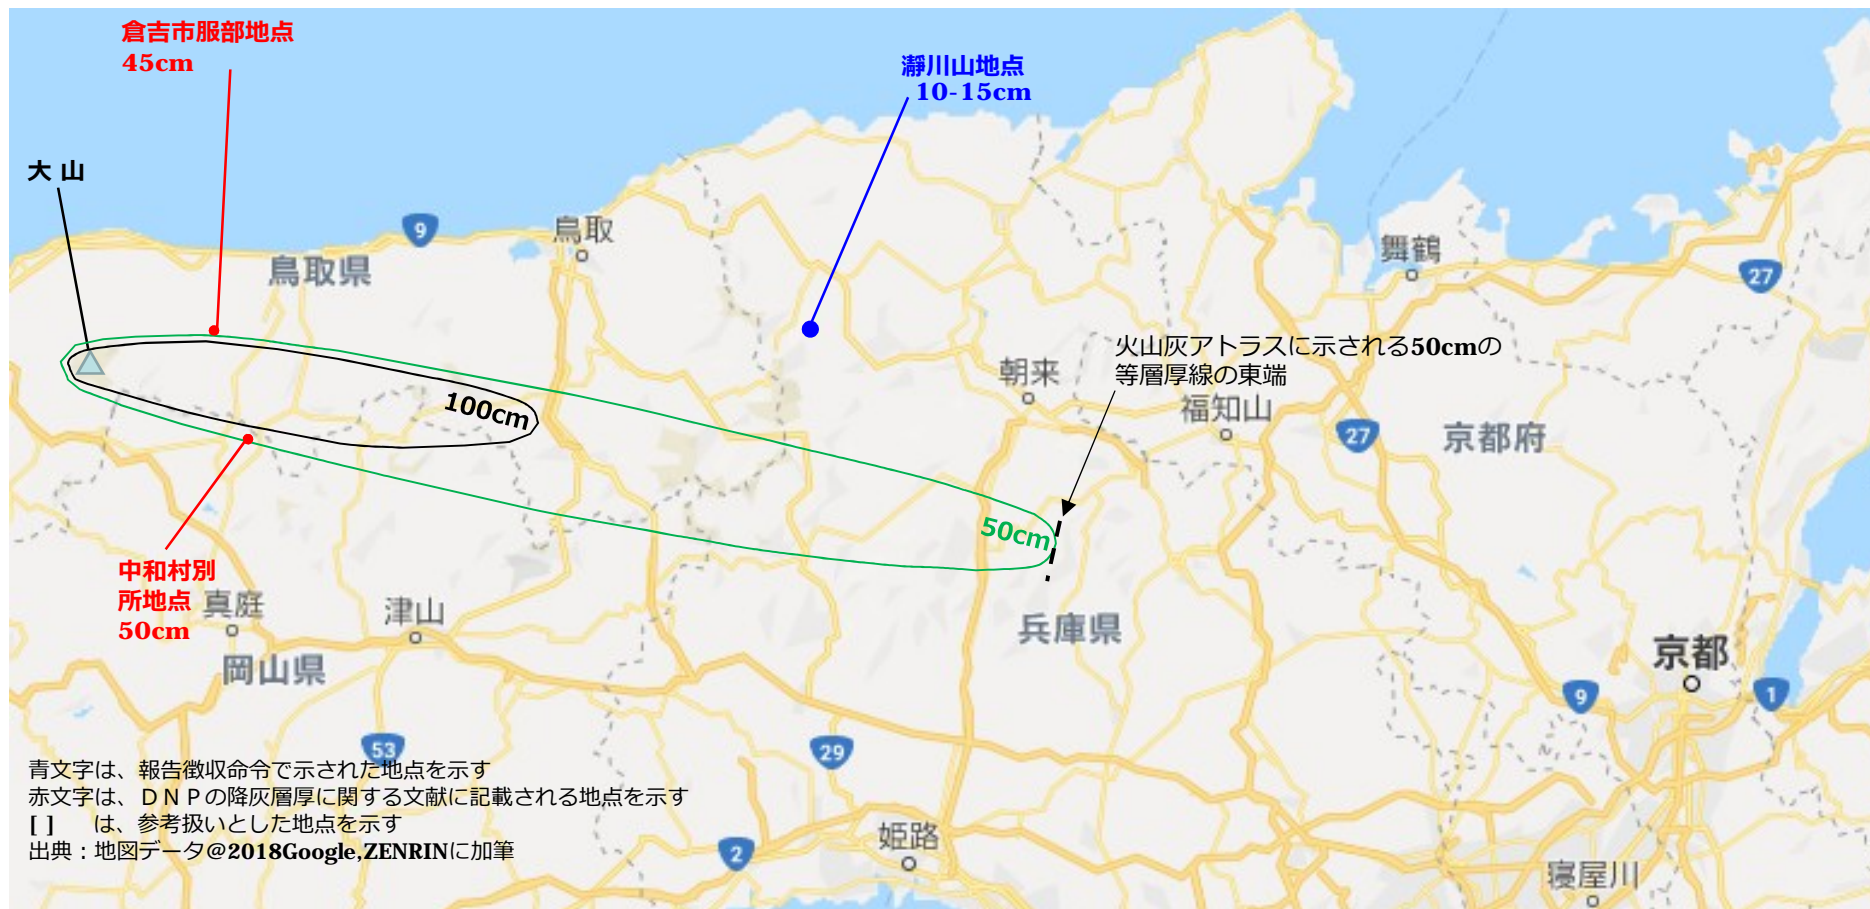 倉吉市服部地点
45cm
瀞川山地点
10-15cm
大 山
9
鳥取
鳥取県
舞鶴
27
火山灰アトラスに示される50cmの
等層厚線の東端
朝来
100cm
福知山
27
京都府
50cm
中和村別
所地点
50cm
真庭
津山
兵庫県
岡山県
京都
9
1
53
29
青文字は、報告徴収命令で示された地点を示す
赤文字は、DNPの降灰層厚に関する文献に記載される地点を示す
[ ] は、参考扱いとした地点を示す
出典：地図データ@2018Google,ZENRINに加筆
2
姫路
寝屋川